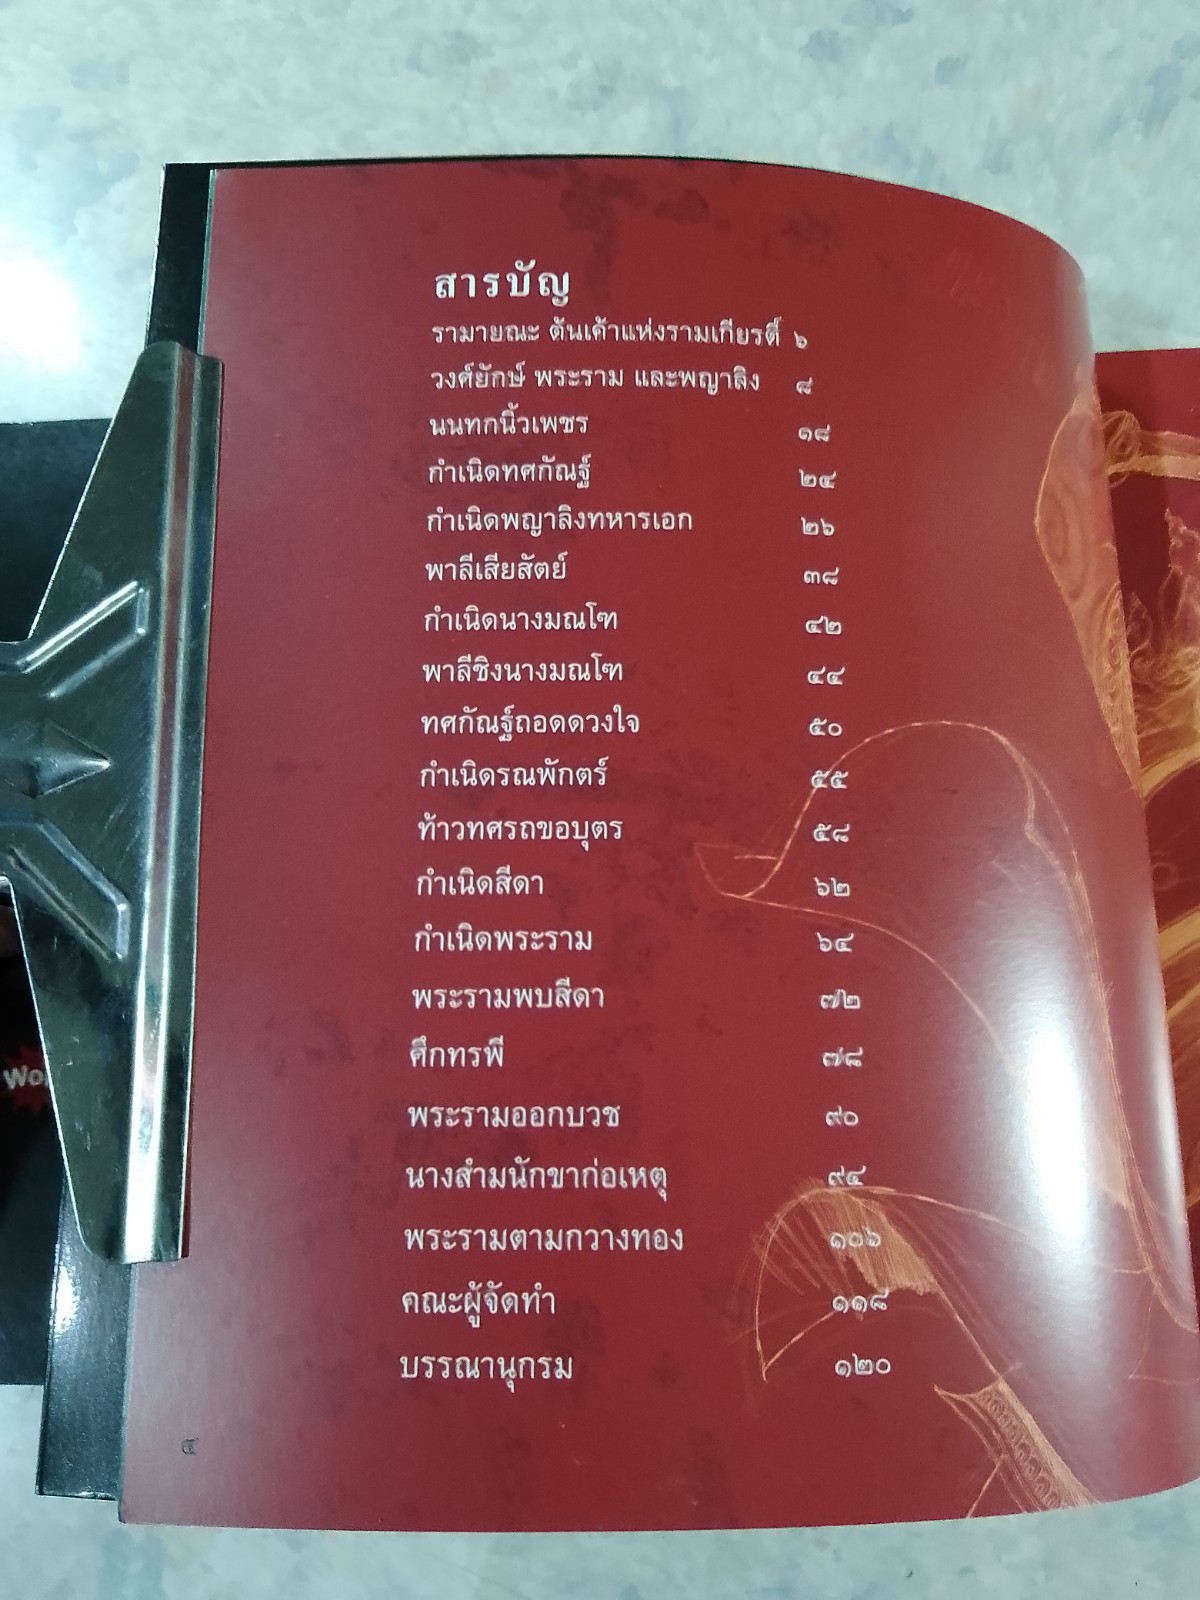 สารบัญ
รามายณะ ต้นเค้าแห่งรามเกียรติ์ ๖
วงศ์ยักษ์ พระราม และพญาลิง ๘
นนทกนิ้วเพชร ๑๘
กำเนิดทศกัณฐ์ ๒๔
กำเนิดพญาลิงทหารเอก ๒๖
พาลีเสียสัตย์ ๓๘
กำเนิดนางมณโฑ ๔๒
พาลีชิงนางมณโฑ ๔๔
ทศกัณฐ์ถอดดวงใจ ๕๐
กำเนิดรณพักตร์ ๕๕
ท้าวทศรถขอบุตร ๕๘
กำเนิดสีดา ๖๒
กำเนิดพระราม ๖๔
พระรามพบสีดา ๗๒
ศึกทรพี ๗๘
พระรามออกบวช ๙๐
นางสำมนักขาก่อเหตุ ๙๔
พระรามตามกวางทอง ๑๐๖
คณะผู้จัดทำ ๑๑๘
บรรณานุกรม ๑๒๐
๔